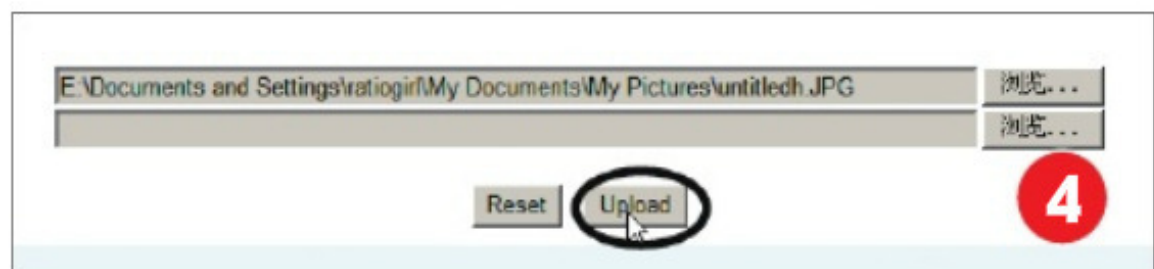 E:\Documents and Settings\ratiogirl\My Documents\My Pictures\untitledh.JPG 浏览...
浏览...
Reset Upload
4